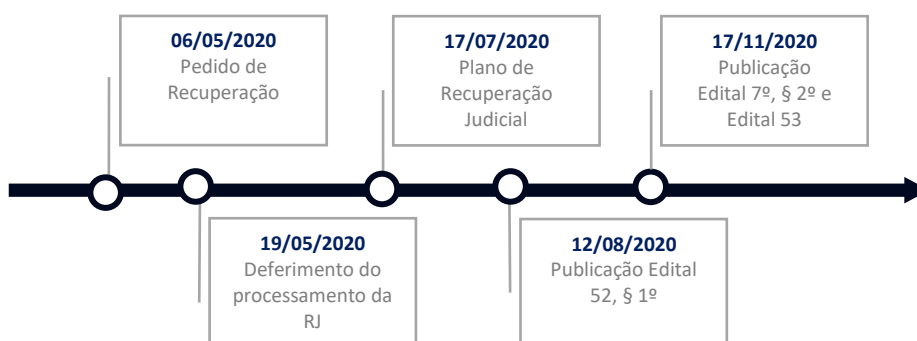 06/05/2020
Pedido de
Recuperação
17/07/2020
Plano de
Recuperação
Judicial
17/11/2020
Publicação
Edital 7º, § 2º e
Edital 53
19/05/2020
Deferimento do
processamento da
RJ
12/08/2020
Publicação Edital
52, § 1º